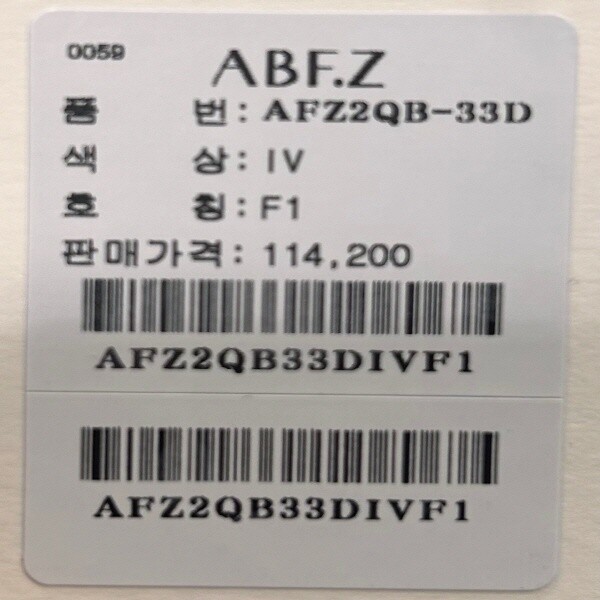 0059
ABF.Z
품 번: AFZ2QB-33D
색 상: IV
호 칭: F1
판매가격: 114,200
AFZ2QB33DIVF1
AFZ2QB33DIVF1